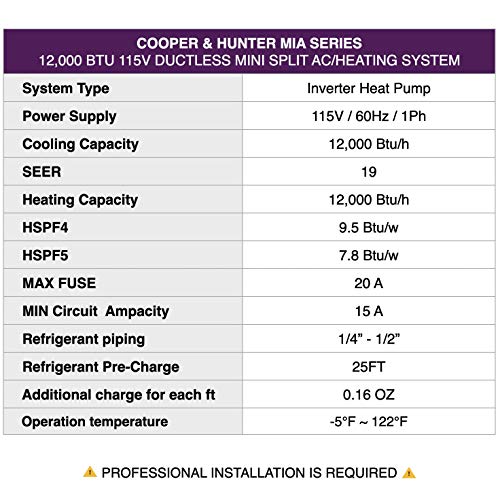 COOPER & HUNTER MIA SERIES
12,000 BTU 115V DUCTLESS MINI SPLIT AC/HEATING SYSTEM
System Type Inverter Heat Pump
Power Supply 115V / 60Hz / 1Ph
Cooling Capacity 12,000 Btu/h
SEER 19
Heating Capacity 12,000 Btu/h
HSPF4 9.5 Btu/w
HSPF5 7.8 Btu/w
MAX FUSE 20 A
MIN Circuit Ampacity 15 A
Refrigerant piping 1/4” - 1/2”
Refrigerant Pre-Charge 25FT
Additional charge for each ft 0.16 OZ
Operation temperature -5°F ~ 122°F
⚠ PROFESSIONAL INSTALLATION IS REQUIRED ⚠